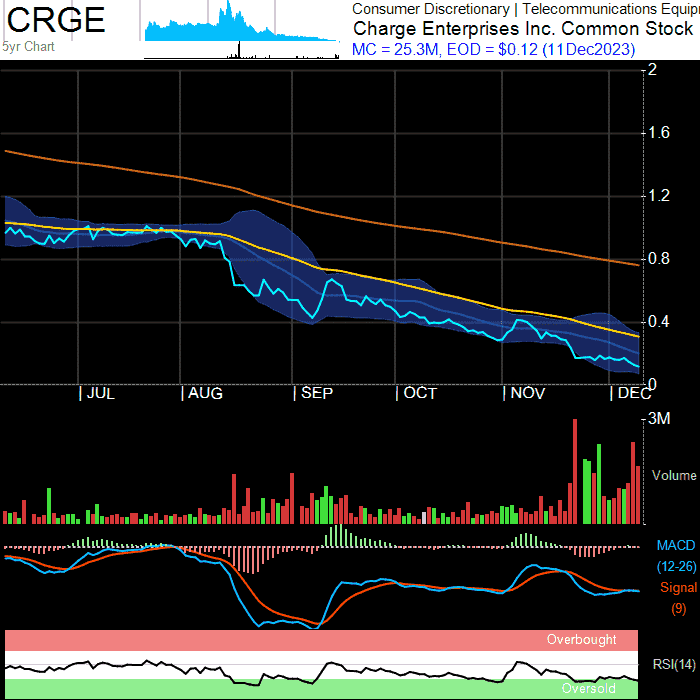 CRGE
5yr Chart
Consumer Discretionary | Telecommunications Equip
Charge Enterprises Inc. Common Stock
MC = 25.3M, EOD = $0.12 (11Dec2023)
2
1.6
1.2
0.8
0.4
0
| JUL | AUG | SEP | OCT | NOV | DEC
3M
Volume
MACD
(12-26)
Signal
(9)
Overbought
RSI(14)
Oversold